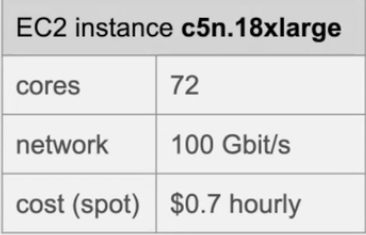 EC2 instance c5n.18xlarge
cores 72
network 100 Gbit/s
cost (spot) $0.7 hourly